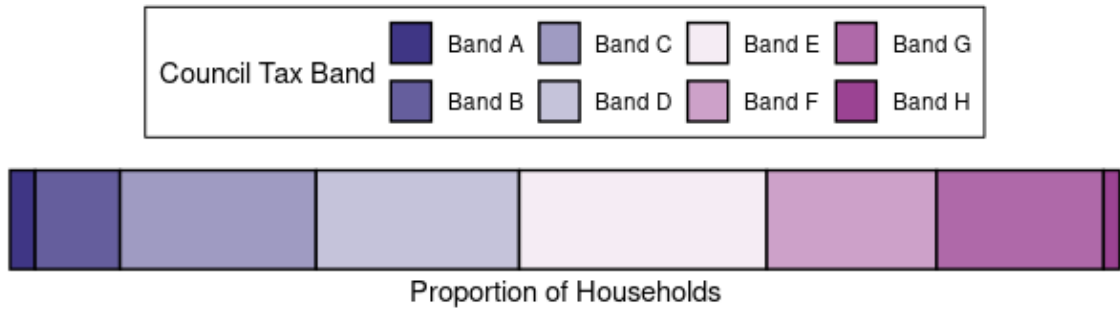 Council Tax Band
Band A
Band B
Band C
Band D
Band E
Band F
Band G
Band H
Proportion of Households